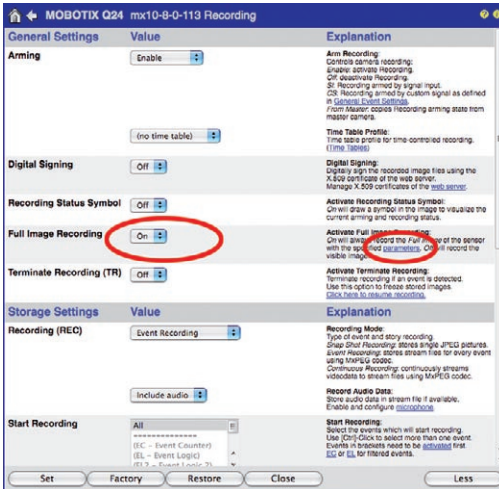 MOBOTIX Q24 mx10-8-0-113 Recording
General Settings Value Explanation
Arming
Enable
Arm Recording:
Controls camera recording:
Enable: activate Recording.
Off: deactivate Recording.
SI: Recording armed by signal input.
CS: Recording armed by custom signal as defined
in General Event Settings.
From Master: copies Recording arming state from
master camera.
(no time table)
Time Table Profile:
Time table profile for time-controlled recording.
(Time Tables)
Digital Signing
Off
Digital Signing:
Digitally sign the recorded image files using the
X.509 certificate of the web server.
Manage X.509 certificates of the web server.
Recording Status Symbol
Off
Activate Recording Status Symbol:
On will draw a symbol in the image to visualize the
current arming and recording status.
Full Image Recording
On
Activate Full Image Recording:
On will always record the Full Image of the sensor
with the specified parameters. Off will record the
visible image.
Terminate Recording (TR)
Off
Activate Terminate Recording:
Terminate recording if an event is detected.
Use this option to freeze stored images.
Click here to resume recording.
Storage Settings Value Explanation
Recording (REC)
Event Recording
Recording Mode:
Type of event and story recording.
Snap Shot Recording: stores single JPEG pictures.
Event Recording: stores stream files for every event
using MxPEG codec.
Continuous Recording: continuously streams
videodata to stream files using MxPEG codec.
Include audio
Record Audio Data:
Store audio data in stream file if available.
Enable and configure microphone.
Start Recording
All
--------------
(EC - Event Counter)
(EL - Event Logic)
(EL2 - Event Logic 2)
Start Recording:
Select the events which will start recording.
Use [Ctrl]-Click to select more than one event.
Events in brackets need to be activated first.
EC or EL for filtered events.
Set Factory Restore Close Less